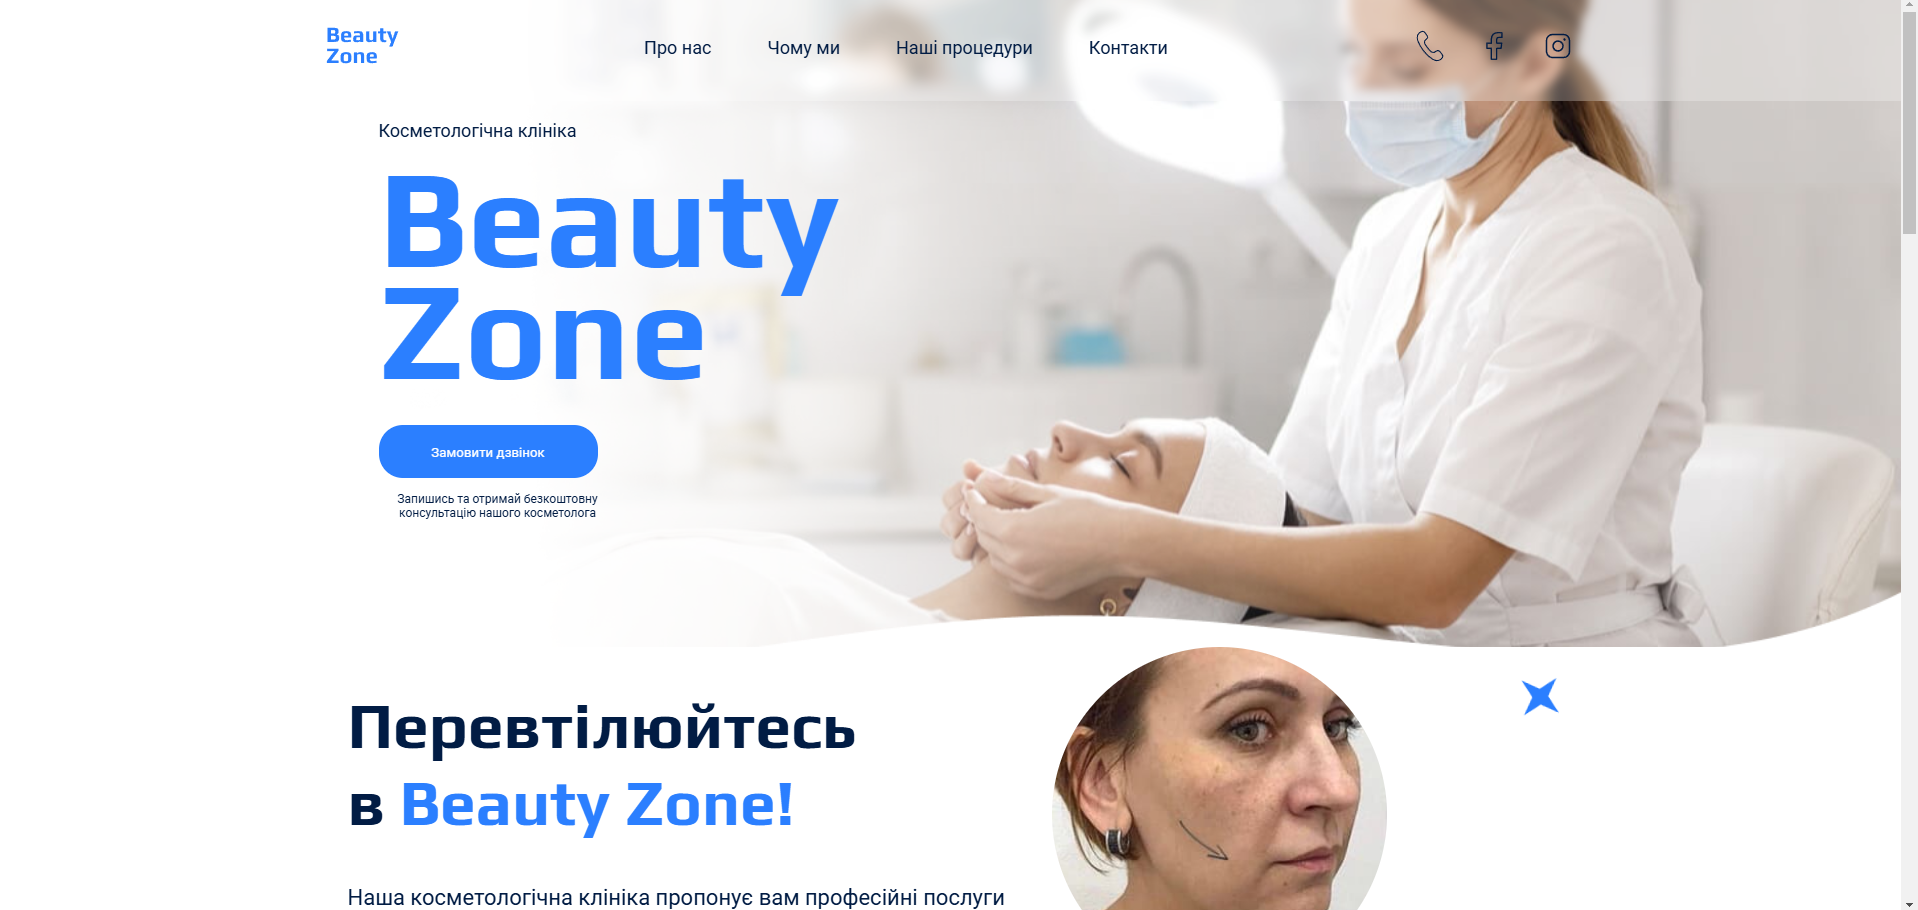 Beauty
Zone
Про нас
Чому ми
Наші процедури
Контакти
Косметологічна клініка
Beauty
Zone
Замовити дзвінок
Запишись та отримай безкоштовну
консультацію нашого косметолога
Перевтілюйтесь
в Beauty Zone!
Наша косметологічна клініка пропонує вам професійні послуги